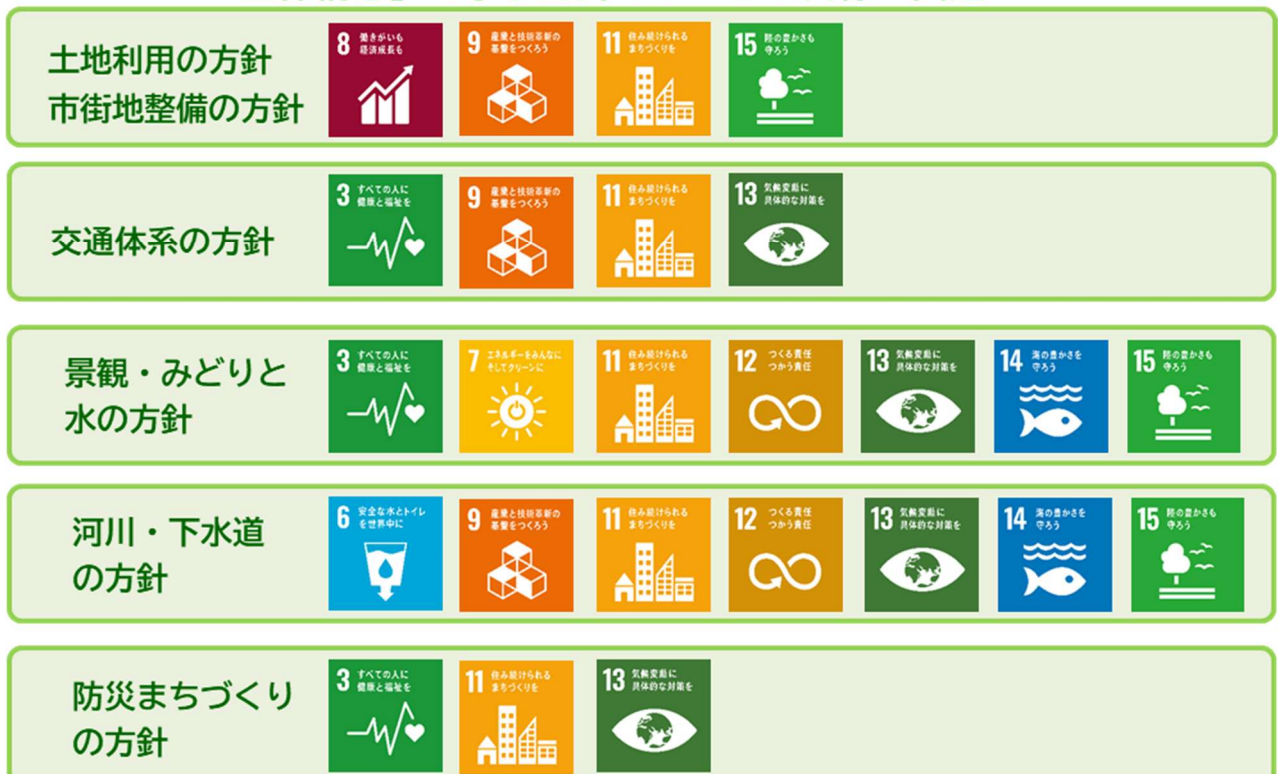 土地利用の方針
市街地整備の方針
8 働きがいも
経済成長も
9 産業と技術革新の
基盤をつくろう
11 住み続けられる
まちづくりを
15 陸の豊かさも
守ろう
交通体系の方針
3 すべての人に
健康と福祉を
9 産業と技術革新の
基盤をつくろう
11 住み続けられる
まちづくりを
13 気候変動に
具体的な対策を
景観・みどりと
水の方針
3 すべての人に
健康と福祉を
7 エネルギーをみんなに
そしてクリーンに
11 住み続けられる
まちづくりを
12 つくる責任
つかう責任
13 気候変動に
具体的な対策を
14 海の豊かさを
守ろう
15 陸の豊かさも
守ろう
河川・下水道
の方針
6 安全な水とトイレ
を世界中に
9 産業と技術革新の
基盤をつくろう
11 住み続けられる
まちづくりを
12 つくる責任
つかう責任
13 気候変動に
具体的な対策を
14 海の豊かさを
守ろう
15 陸の豊かさも
守ろう
防災まちづくり
の方針
3 すべての人に
健康と福祉を
11 住み続けられる
まちづくりを
13 気候変動に
具体的な対策を